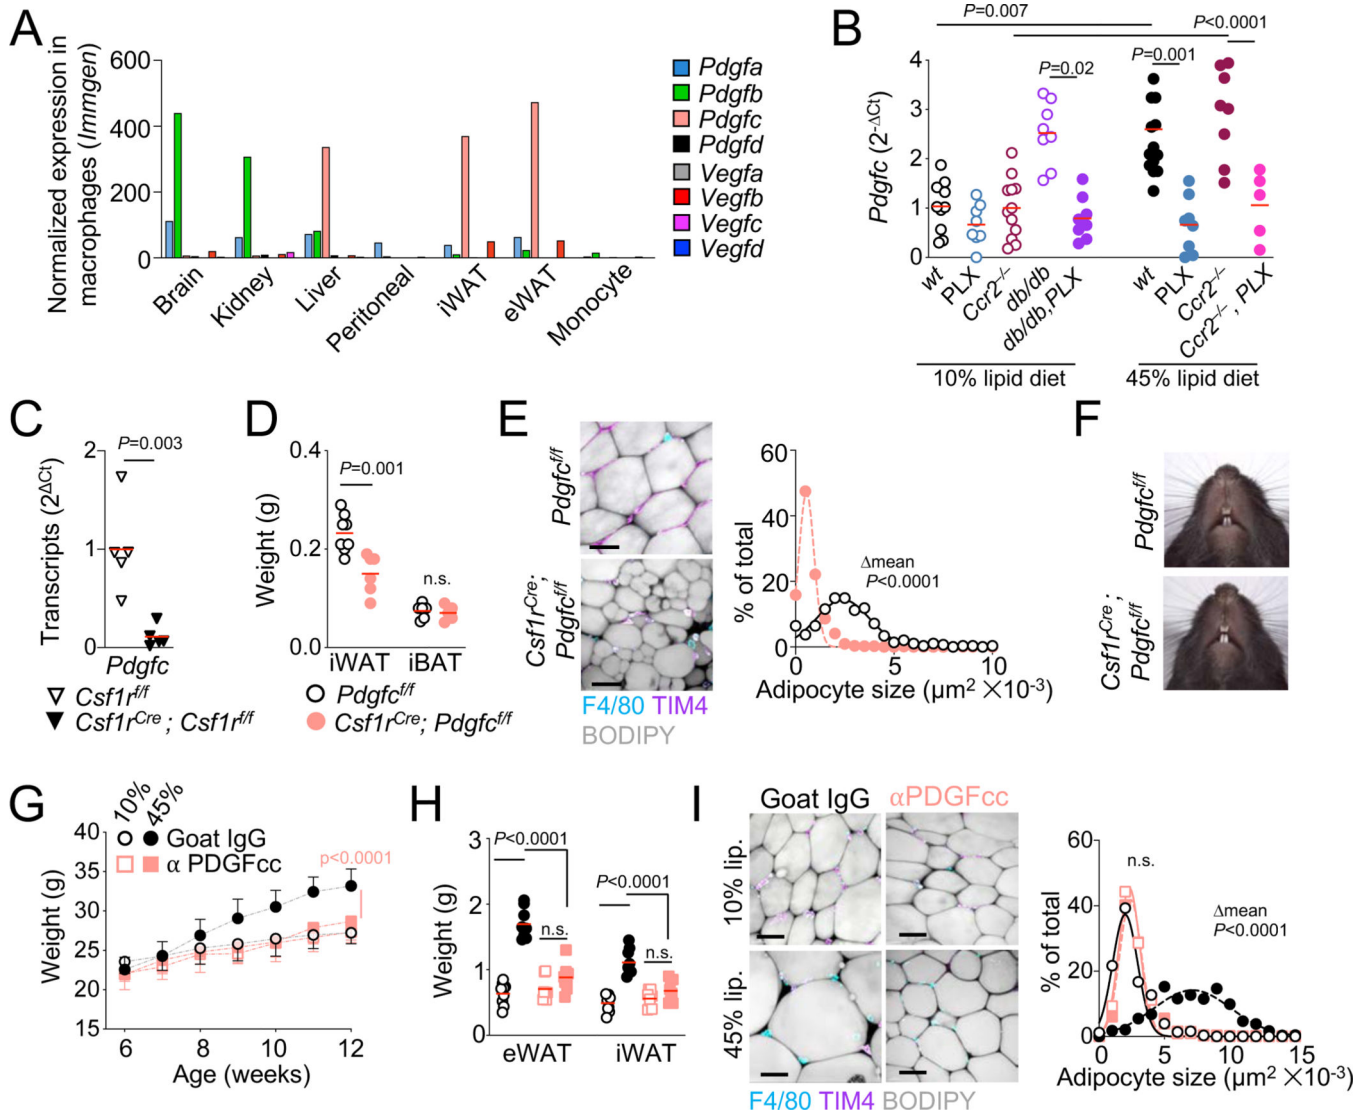 A
Normalized expression in
macrophages (Immgen)
600
400
200
0
Brain
Kidney
Liver
Peritoneal
iWAT
eWAT
Monocyte
Pdgfa
Pdgfb
Pdgfc
Pdgfd
Vegfa
Vegfb
Vegfc
Vegfd
B
P=0.007
P<0.0001
P=0.02
P=0.001
Pdgfc (2-ΔCt)
4
3
2
1
0
wt
PLX
Ccr2-/-
db/db
db/db,PLX
wt
PLX
Ccr2-/-
Ccr2-/-, PLX
10% lipid diet
45% lipid diet
C
P=0.003
Transcripts (2ΔCt)
2
1
0
Pdgfc
Csf1rf/f
Csf1rCre; Csf1rf/f
D
Weight (g)
0.4
0.2
0.0
P=0.001
n.s.
iWAT
iBAT
Pdgfcf/f
Csf1rCre; Pdgfcf/f
E
Pdgfcf/f
Csf1rCre;
Pdgfcf/f
F4/80 TIM4
BODIPY
% of total
60
40
20
0
Δmean
P<0.0001
0
5
10
Adipocyte size (µm2 ×10-3)
F
Pdgfcf/f
Csf1rCre;
Pdgfcf/f
G
10%
45%
Goat IgG
α PDGFcc
p<0.0001
Weight (g)
40
35
30
25
20
15
6
8
10
12
Age (weeks)
H
Weight (g)
3
2
1
0
P<0.0001
n.s.
P<0.0001
n.s.
eWAT
iWAT
I
Goat IgG
αPDGFcc
10% lip.
45% lip.
F4/80 TIM4 BODIPY
% of total
60
40
20
0
n.s.
Δmean
P<0.0001
0
5
10
15
Adipocyte size (µm2 ×10-3)